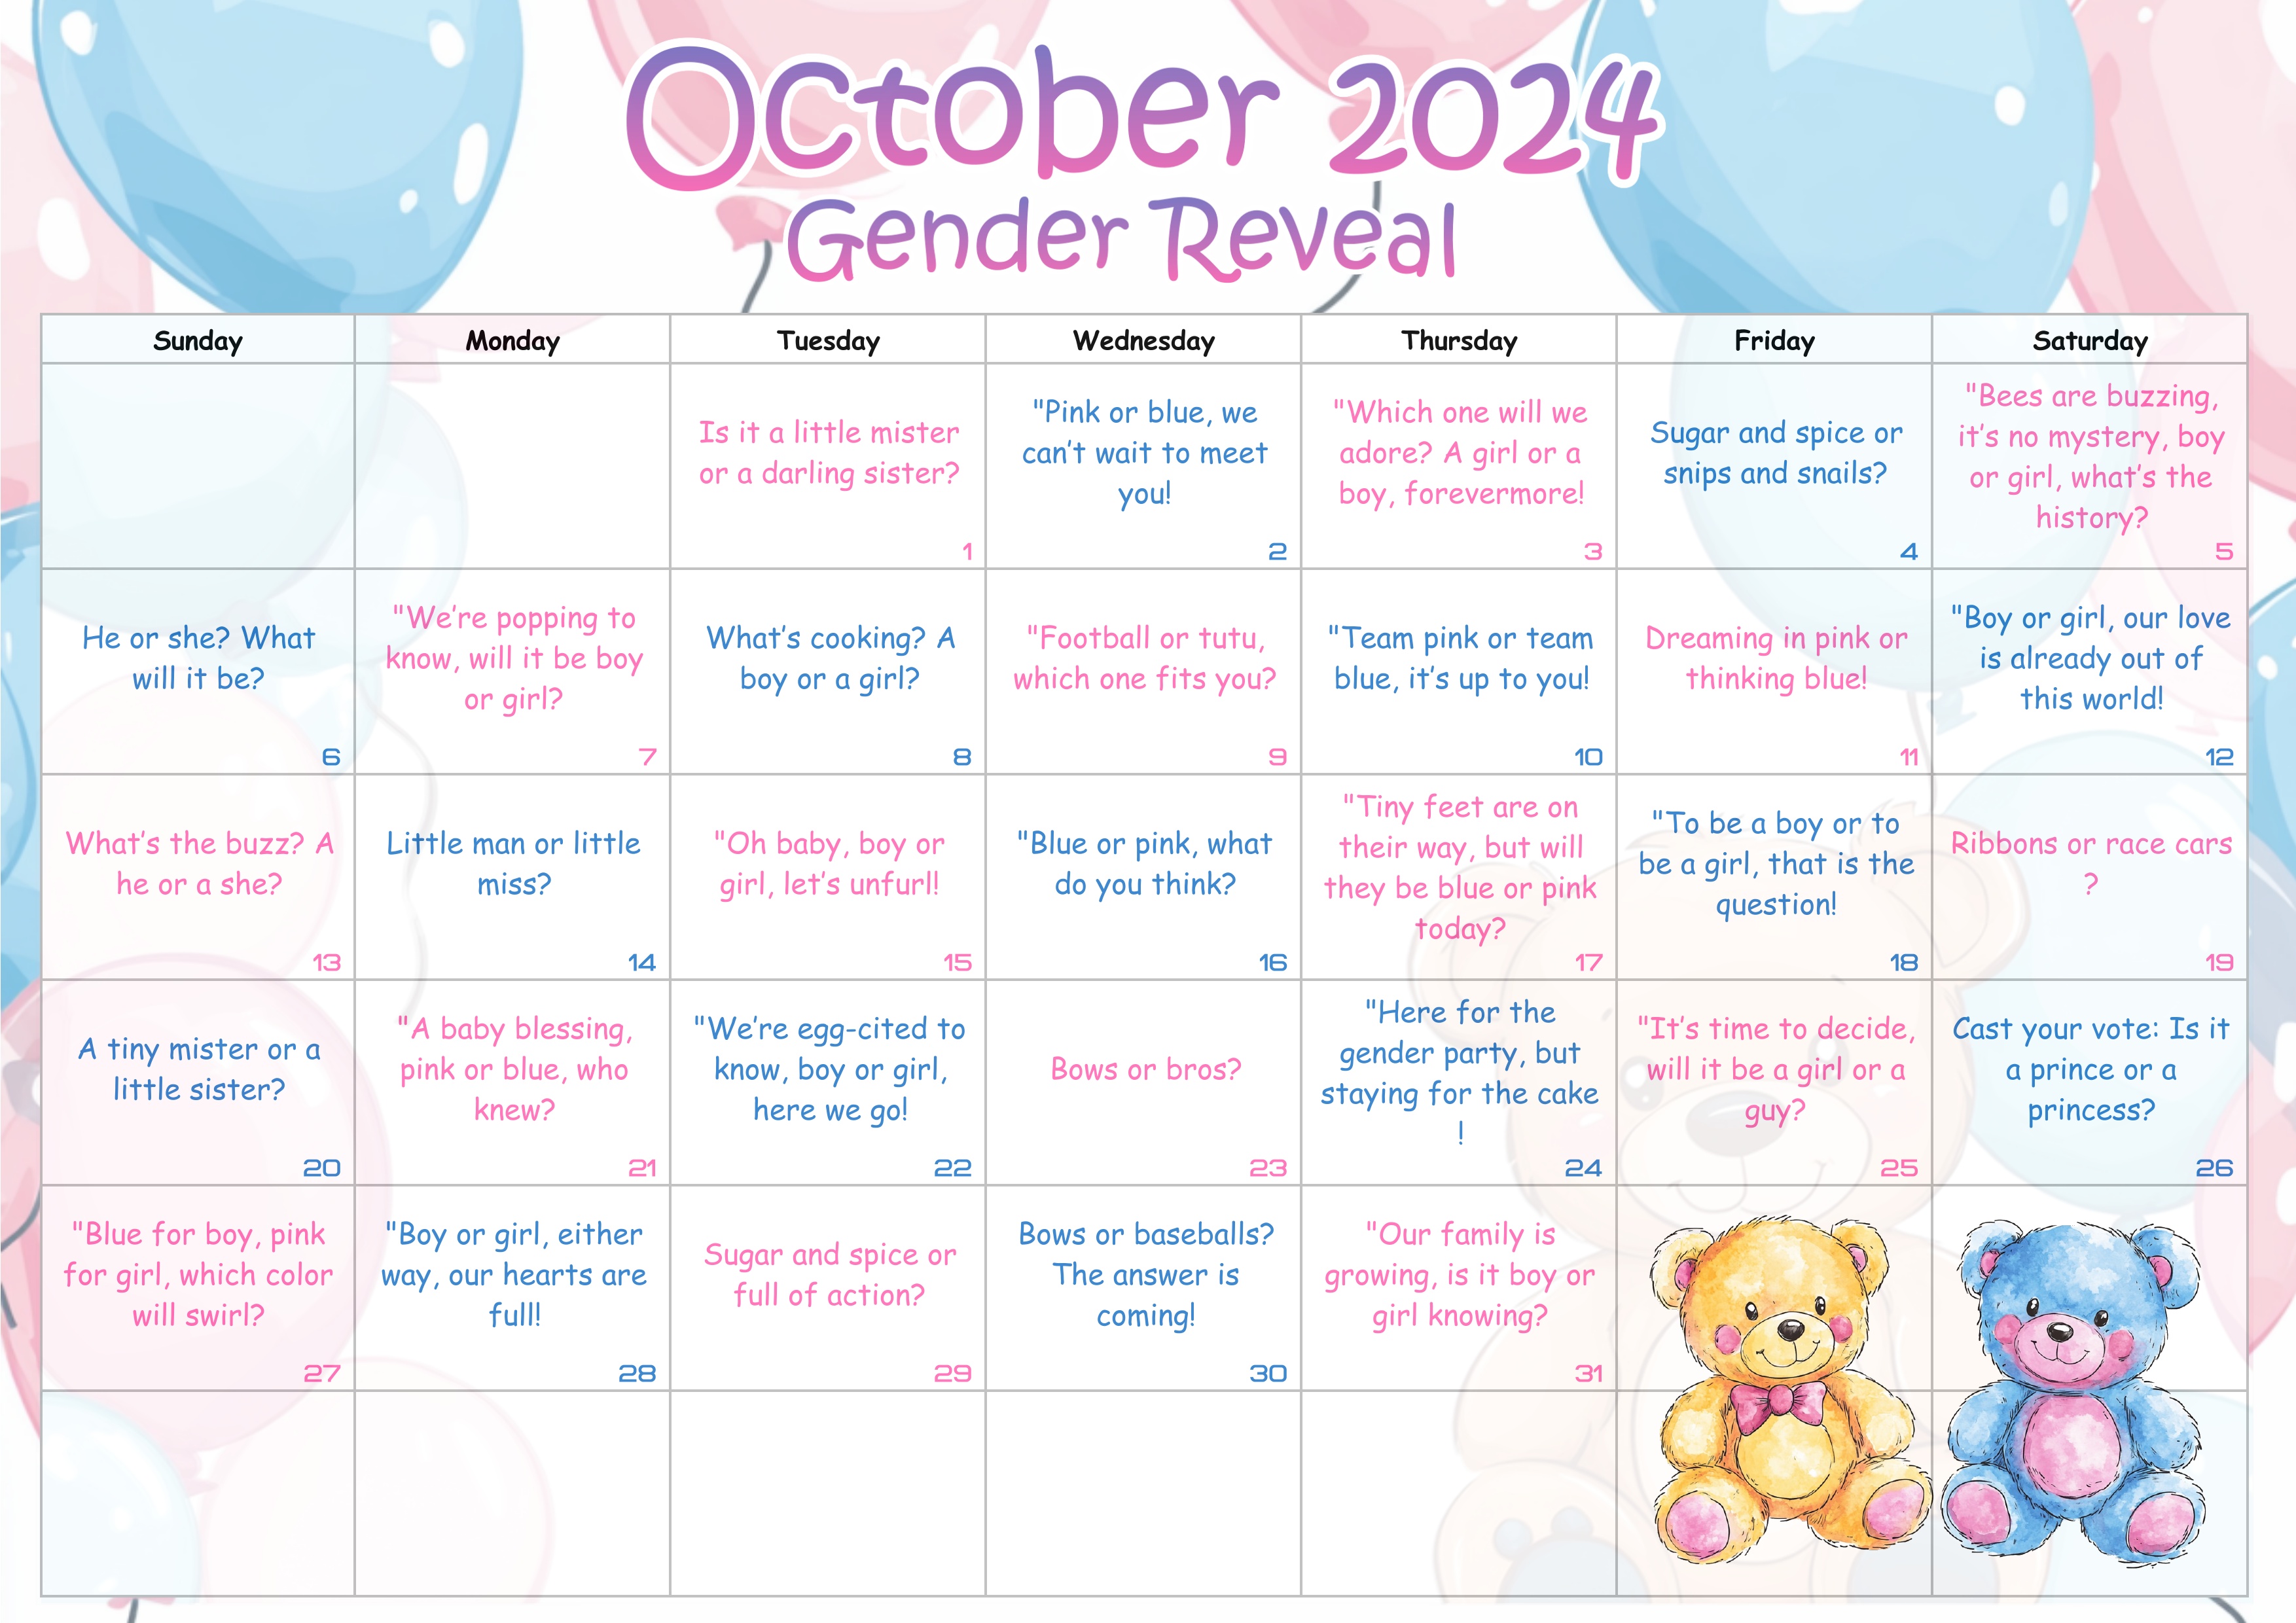 October 2024
Gender Reveal
Sunday Monday Tuesday Wednesday Thursday Friday Saturday
Is it a little mister
or a darling sister?
1
"Pink or blue, we
can't wait to meet
you!
2
"Which one will we
adore? A girl or a
boy, forevermore!
3
Sugar and spice or
snips and snails?
4
"Bees are buzzing,
it's no mystery, boy
or girl, what's the
history?
5
He or she? What
will it be?
6
"We're popping to
know, will it be boy
or girl?
7
What's cooking? A
boy or a girl?
8
"Football or tutu,
which one fits you?
9
"Team pink or team
blue, it's up to you!
10
Dreaming in pink or
thinking blue!
11
"Boy or girl, our love
is already out of
this world!
12
What's the buzz? A
he or a she?
13
Little man or little
miss?
14
"Oh baby, boy or
girl, let's unfurl!
15
"Blue or pink, what
do you think?
16
"Tiny feet are on
their way, but will
they be blue or pink
today?
17
"To be a boy or to
be a girl, that is the
question!
18
Ribbons or race cars
?
19
A tiny mister or a
little sister?
20
"A baby blessing,
pink or blue, who
knew?
21
"We're egg-cited to
know, boy or girl,
here we go!
22
Bows or bros?
23
"Here for the
gender party, but
staying for the cake
!
24
"It's time to decide,
will it be a girl or a
guy?
25
Cast your vote: Is it
a prince or a
princess?
26
"Blue for boy, pink
for girl, which color
will swirl?
27
"Boy or girl, either
way, our hearts are
full!
28
Sugar and spice or
full of action?
29
Bows or baseballs?
The answer is
coming!
30
"Our family is
growing, is it boy or
girl knowing?
31